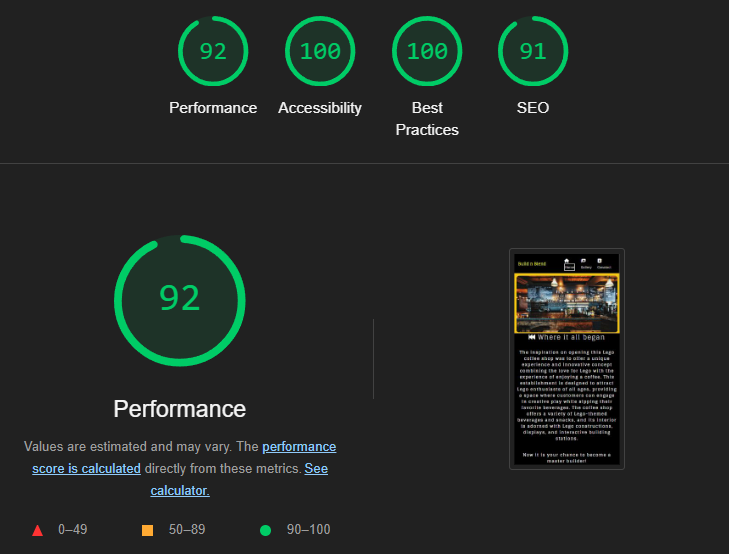 92
100
100
91
Performance
Accessibility
Best
Practices
SEO
92
Performance
Values are estimated and may vary. The performance
score is calculated directly from these metrics. See
calculator.
0–49
50–89
90–100
Build n Blend
Where it all began
The inspiration on opening this Lego
coffee shop was to offer a unique
experience and innovative concept
combining the love for Lego with the
experience of enjoying a coffee. This
establishment is designed to attract
Lego enthusiasts of all ages, providing
a space where customers can engage
in creative play while sipping their
favorite beverages. The coffee shop
offers a variety of Lego-themed
beverages and snacks, and its interior
is adorned with Lego constructions,
displays, and interactive building
stations.
Now it is your chance to become a
master builder!